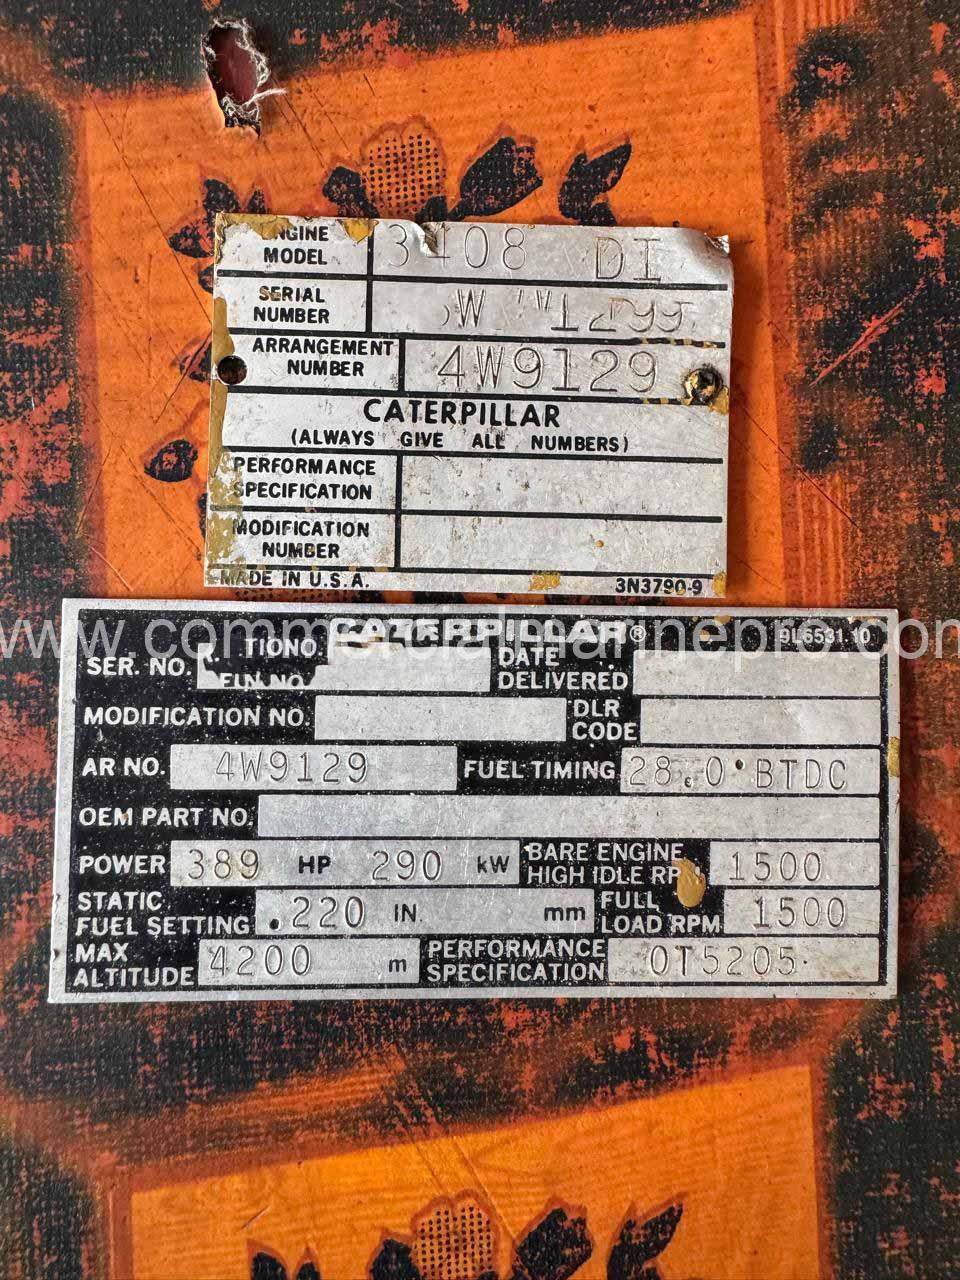 ENGINE MODEL 3408 DI
SERIAL NUMBER
ARRANGEMENT NUMBER 4W9129
CATERPILLAR
(ALWAYS GIVE ALL NUMBERS)
PERFORMANCE SPECIFICATION
MODIFICATION NUMBER
MADE IN U.S.A. 3N3790-9
www.commercialmarinepro.com
CATERPILLAR® 9L6531 10
SER. NO. DATE DELIVERED
MODIFICATION NO. DLR CODE
AR NO. 4W9129 FUEL TIMING 28.0° BTDC
OEM PART NO.
POWER 389 HP 290 kW BARE ENGINE HIGH IDLE RPM 1500
STATIC FUEL SETTING .220 IN. mm FULL LOAD RPM 1500
MAX ALTITUDE 4200 m PERFORMANCE SPECIFICATION 0T5205